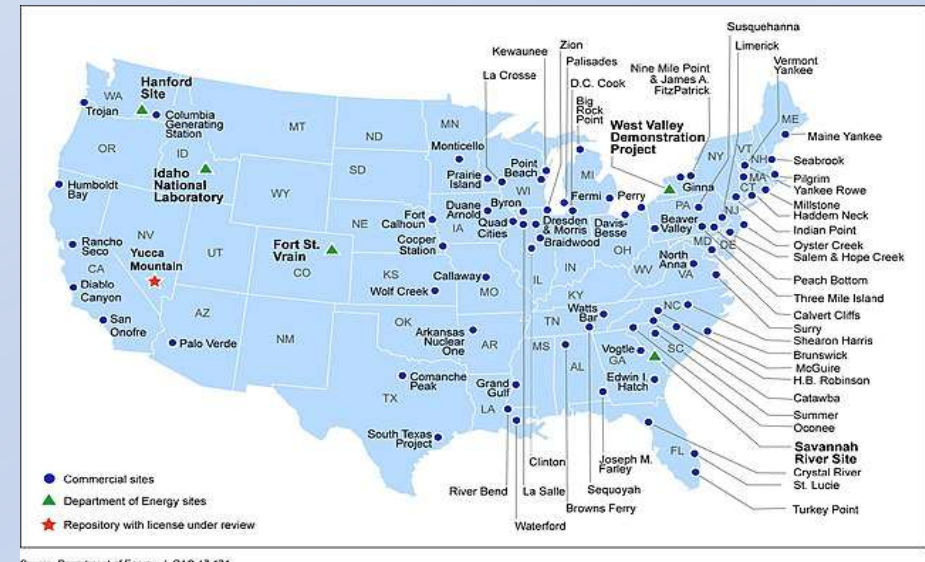 Susquehanna
Zion
Limerick
Kewaunee
Palisades
Vermont
Yankee
Nine Mile Point
& James A.
FitzPatrick
La Crosse
D.C. Cook
Big
Rock
Point
Hanford
Site
WA
Trojan
Columbia
Generating
Station
MT
ND
MN
Monticello
West Valley
Demonstration
Project
ME
Maine Yankee
OR
ID
Idaho
National
Laboratory
SD
Prairie
Island
Point
Beach
WI
MI
NY
VT
NH
Seabrook
MA
Pilgrim
CT
Yankee Rowe
Millstone
Haddem Neck
Indian Point
Oyster Creek
Salem & Hope Creek
Peach Bottom
Three Mile Island
Calvert Cliffs
Surry
Shearon Harris
Brunswick
McGuire
H.B. Robinson
Catawba
Summer
Oconee
Savannah
River Site
Crystal River
St. Lucie
Turkey Point
Humboldt
Bay
WY
Ginna
Fermi
Perry
PA
NJ
Duane
Arnold
Byron
Fort
Calhoun
NE
IA
Quad
Cities
Dresden
& Morris
Braidwood
Davis-
Besse
Beaver
Valley
MD
DE
Rancho
Seco
NV
Yucca
Mountain
UT
Fort St.
Vrain
CO
Cooper
Station
OH
North
Anna
CA
Diablo
Canyon
KS
Callaway
Wolf Creek
MO
IL
IN
WV
VA
KY
San
Onofre
AZ
Palo Verde
NM
OK
Arkansas
Nuclear
One
AR
TN
Watts
Bar
NC
MS
AL
Vogtle
GA
SC
Comanche
Peak
TX
Grand
Gulf
LA
Edwin I.
Hatch
South Texas
Project
FL
Clinton
Joseph M.
Farley
River Bend
La Salle
Sequoyah
Browns Ferry
Waterford
Commercial sites
Department of Energy sites
Repository with license under review